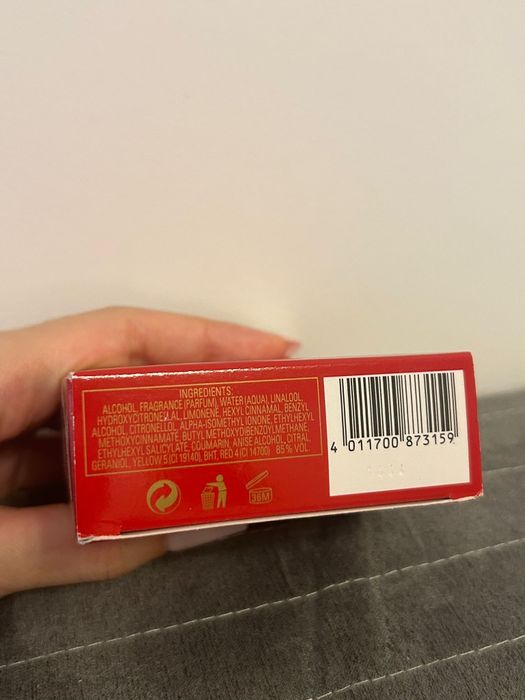 INGREDIENTS:
ALCOHOL, FRAGRANCE (PARFUM), WATER (AQUA), LINALOOL,
HYDROXYCITRONELLAL, LIMONENE, HEXYL CINNAMAL, BENZYL
ALCOHOL, CITRONELLOL, ALPHA-ISOMETHYL IONONE, ETHYLHEXYL
METHOXYCINNAMATE, BUTYL METHOXYDIBENZOYLMETHANE,
ETHYLHEXYL SALICYLATE, COUMARIN, ANISE ALCOHOL, CITRAL,
GERANIOL, YELLOW 5 (CI 19140), BHT, RED 4 (CI 14700) 85% VOL.
36M
4 011700 873159